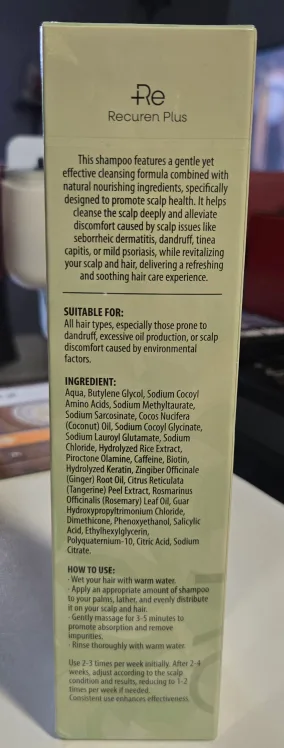 Re
Recuren Plus
This shampoo features a gentle yet
effective cleansing formula combined with
natural nourishing ingredients, specifically
designed to promote scalp health. It helps
cleanse the scalp deeply and alleviate
discomfort caused by scalp issues like
seborrheic dermatitis, dandruff, tinea
capitis, or mild psoriasis, while revitalizing
your scalp and hair, delivering a refreshing
and soothing hair care experience.
SUITABLE FOR:
All hair types, especially those prone to
dandruff, excessive oil production, or scalp
discomfort caused by environmental
factors.
INGREDIENT:
Aqua, Butylene Glycol, Sodium Cocoyl
Amino Acids, Sodium Methyltaurate,
Sodium Sarcosinate, Cocos Nucifera
(Coconut) Oil, Sodium Cocoyl Glycinate,
Sodium Lauroyl Glutamate, Sodium
Chloride, Hydrolyzed Rice Extract,
Piroctone Olamine, Caffeine, Biotin,
Hydrolyzed Keratin, Zingiber Officinale
(Ginger) Root Oil, Citrus Reticulata
(Tangerine) Peel Extract, Rosmarinus
Officinalis (Rosemary) Leaf Oil, Guar
Hydroxypropyltrimonium Chloride,
Dimethicone, Phenoxyethanol, Salicylic
Acid, Ethylhexylglycerin,
Polyquaternium-10, Citric Acid, Sodium
Citrate.
HOW TO USE:
· Wet your hair with warm water.
· Apply an appropriate amount of shampoo
to your palms, lather, and evenly distribute
it on your scalp and hair.
· Gently massage for 3-5 minutes to
promote absorption and remove
impurities.
· Rinse thoroughly with warm water.
Use 2-3 times per week initially. After 2-4
weeks, adjust according to the scalp
condition and results, reducing to 1-2
times per week if needed.
Consistent use enhances effectiveness.